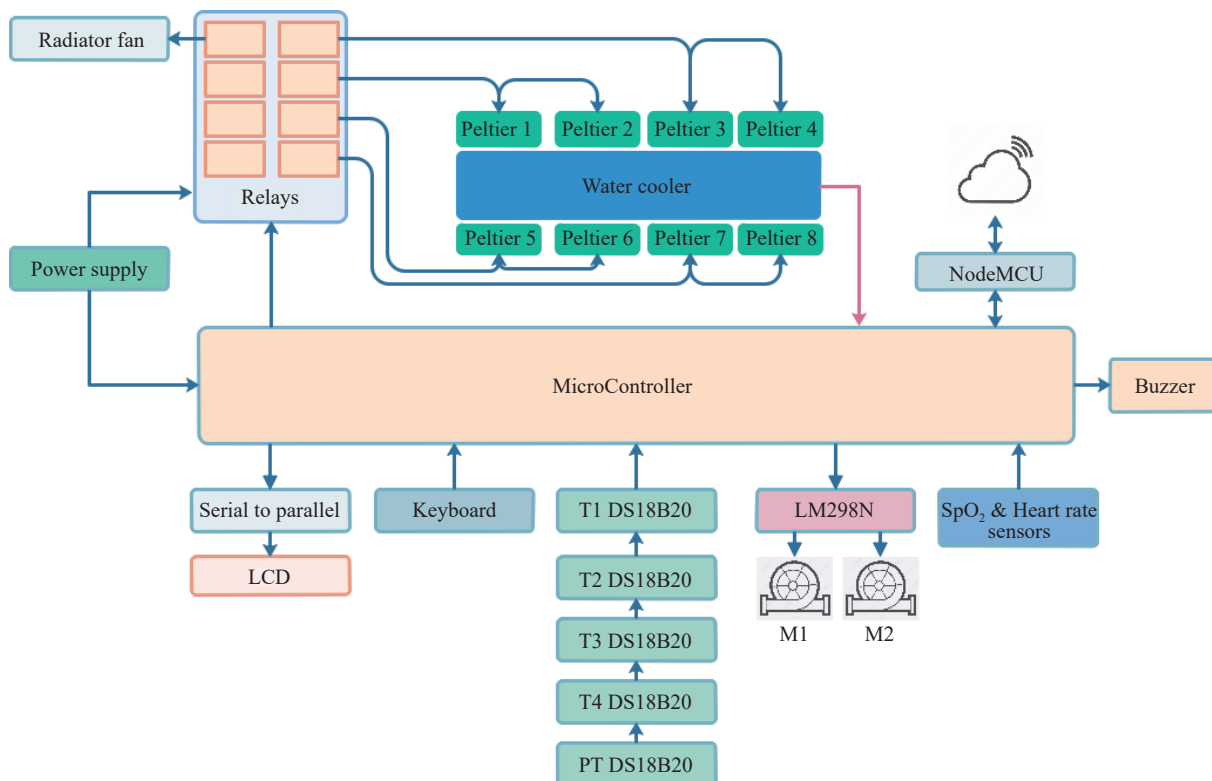 Radiator fan
Relays
Peltier 1
Peltier 2
Peltier 3
Peltier 4
Water cooler
Peltier 5
Peltier 6
Peltier 7
Peltier 8
Power supply
NodeMCU
MicroController
Buzzer
Serial to parallel
Keyboard
T1 DS18B20
LM298N
SpO₂ & Heart rate
sensors
LCD
T2 DS18B20
M1
M2
T3 DS18B20
T4 DS18B20
PT DS18B20